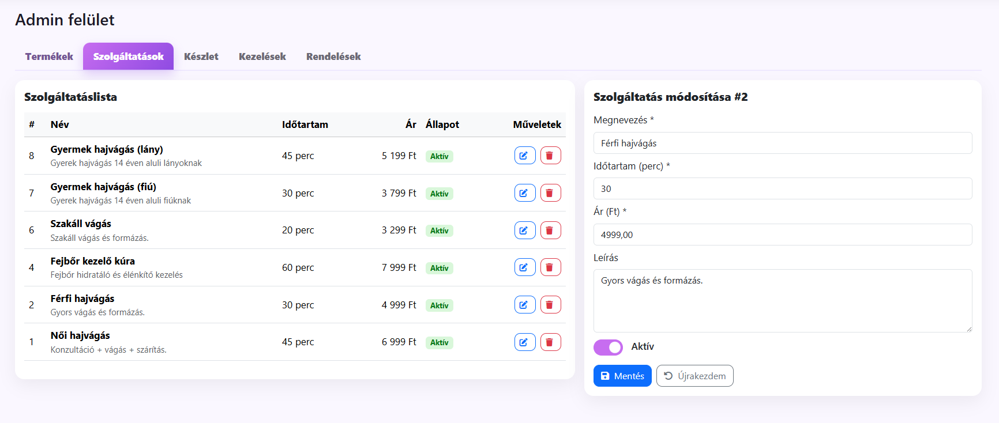 Admin felület
Termékek Szolgáltatások Készlet Kezelések Rendelések
Szolgáltatáslista
# Név Időtartam Ár Állapot Műveletek
8 Gyermek hajvágás (lány) 45 perc 5 199 Ft Aktív
Gyerek hajvágás 14 éven aluli lányoknak
7 Gyermek hajvágás (fiú) 30 perc 3 799 Ft Aktív
Gyerek hajvágás 14 éven aluli fiúknak
6 Szakáll vágás 20 perc 3 299 Ft Aktív
Szakáll vágás és formázás.
4 Fejbőr kezelő kúra 60 perc 7 999 Ft Aktív
Fejbőr hidratáló és élénkítő kezelés
2 Férfi hajvágás 30 perc 4 999 Ft Aktív
Gyors vágás és formázás.
1 Női hajvágás 45 perc 6 999 Ft Aktív
Konzultáció + vágás + szárítás.
Szolgáltatás módosítása #2
Megnevezés *
Férfi hajvágás
Időtartam (perc) *
30
Ár (Ft) *
4999,00
Leírás
Gyors vágás és formázás.
Aktív
Mentés Újrakezdem